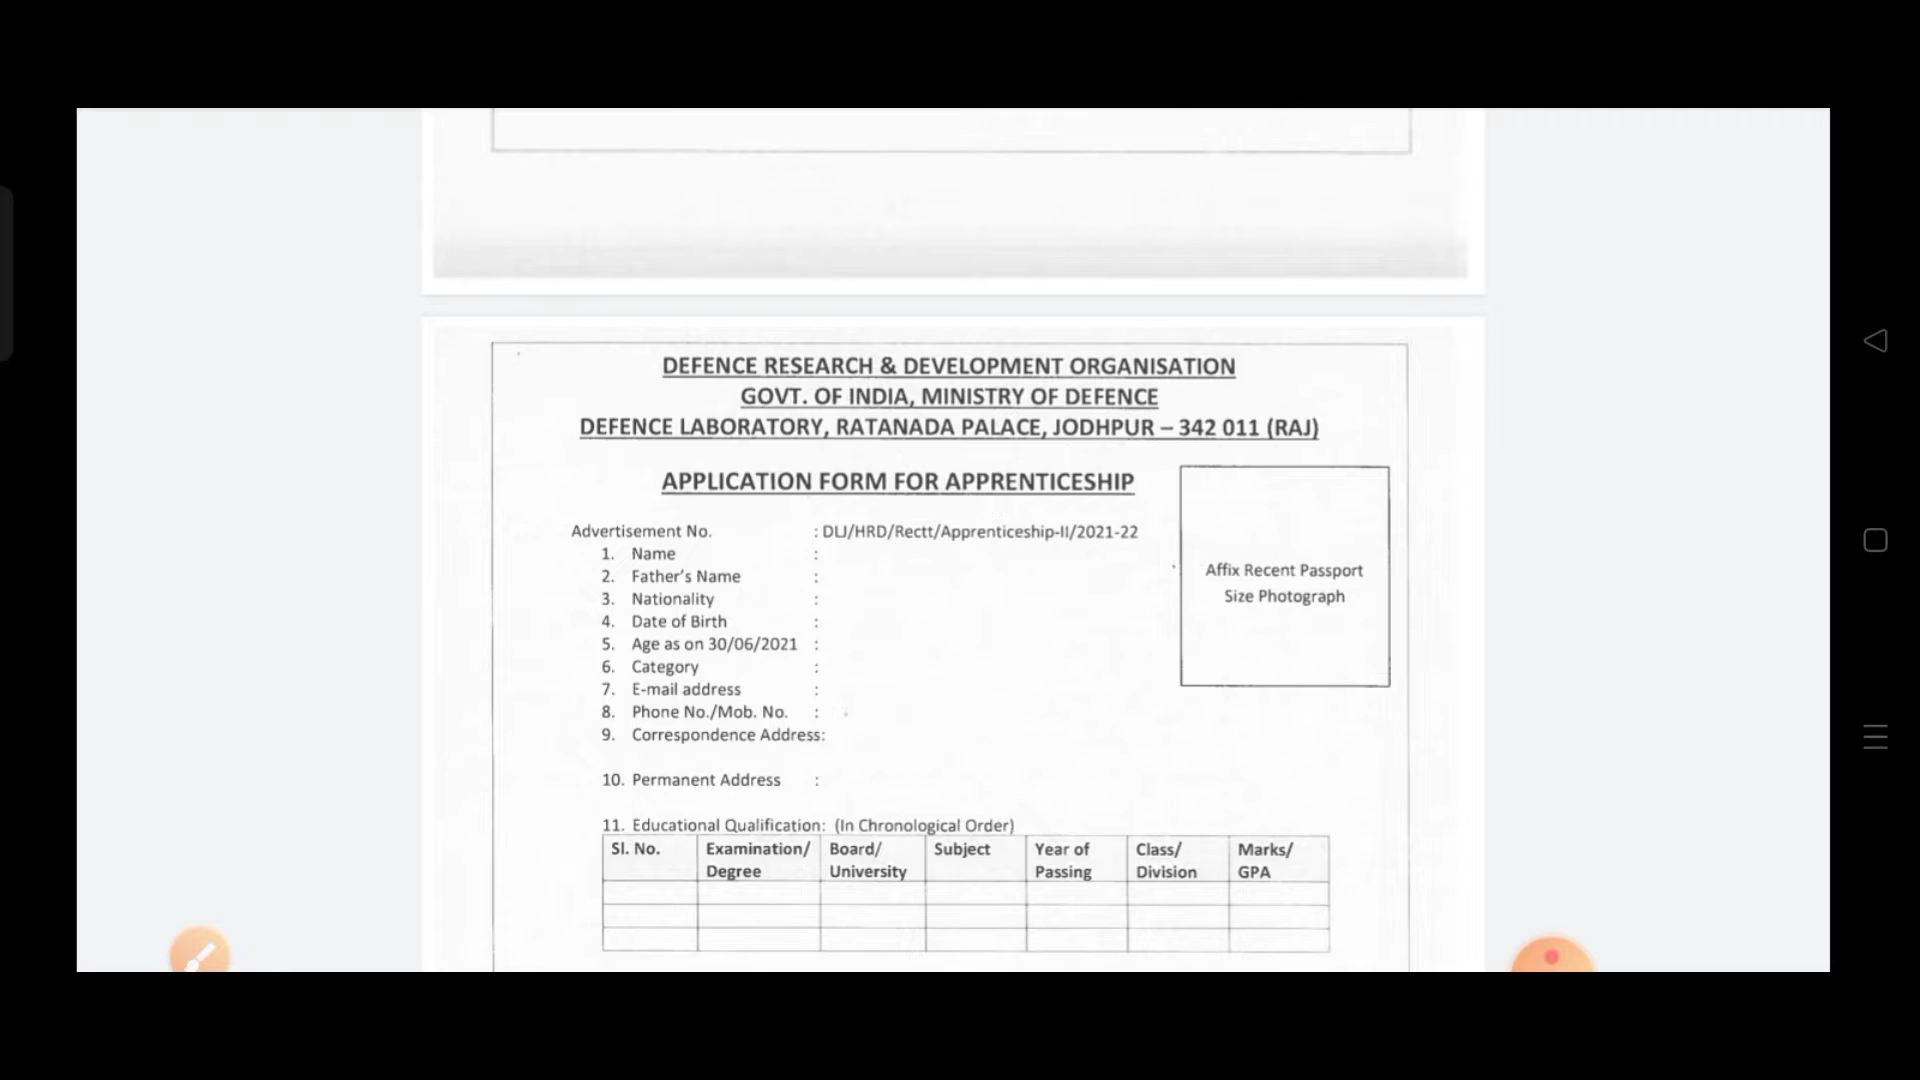 DEFENCE RESEARCH & DEVELOPMENT ORGANISATION
GOVT. OF INDIA, MINISTRY OF DEFENCE
DEFENCE LABORATORY, RATANADA PALACE, JODHPUR – 342 011 (RAJ)
APPLICATION FORM FOR APPRENTICESHIP
Affix Recent Passport
Size Photograph
Advertisement No. : DLJ/HRD/Rectt/Apprenticeship-II/2021-22
1. Name :
2. Father's Name :
3. Nationality :
4. Date of Birth :
5. Age as on 30/06/2021 :
6. Category :
7. E-mail address :
8. Phone No./Mob. No. :
9. Correspondence Address:
10. Permanent Address :
11. Educational Qualification: (In Chronological Order)
Sl. No. Examination/ Board/ Subject Year of Class/ Marks/
Degree University Passing Division GPA